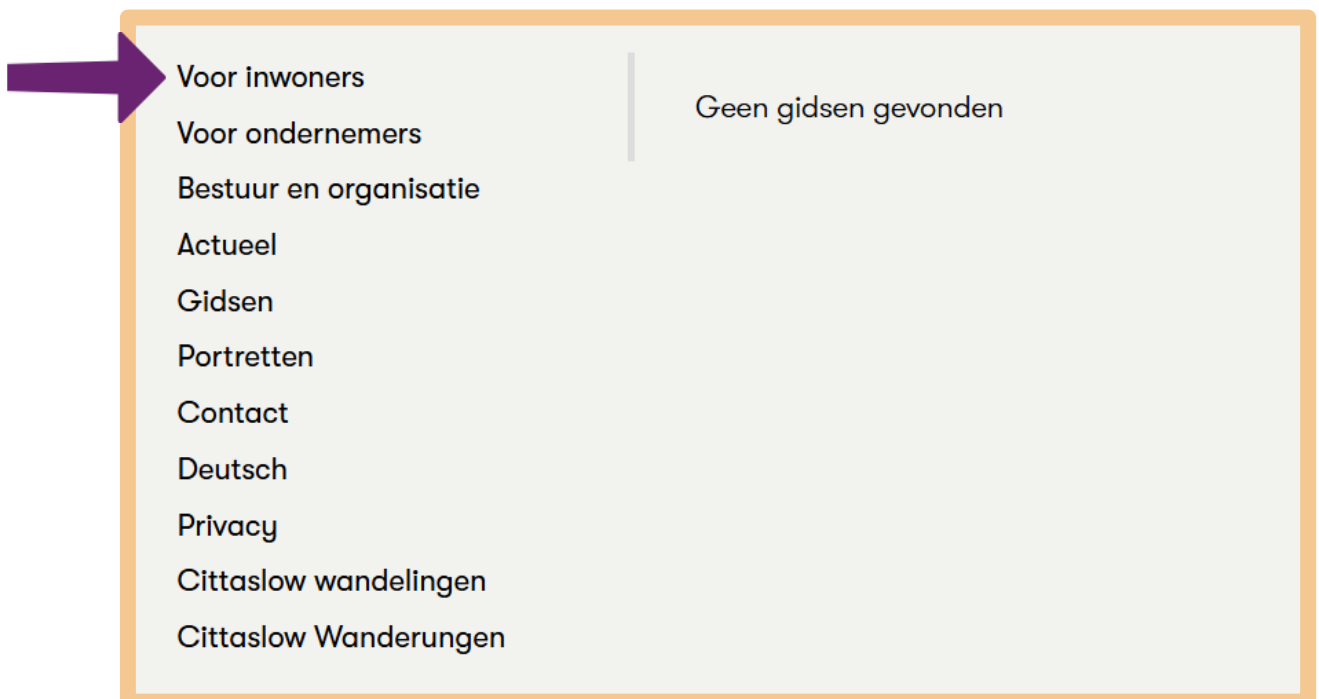 Voor inwoners
Voor ondernemers
Bestuur en organisatie
Actueel
Gidsen
Portretten
Contact
Deutsch
Privacy
Cittaslow wandelingen
Cittaslow Wanderungen
Geen gidsen gevonden